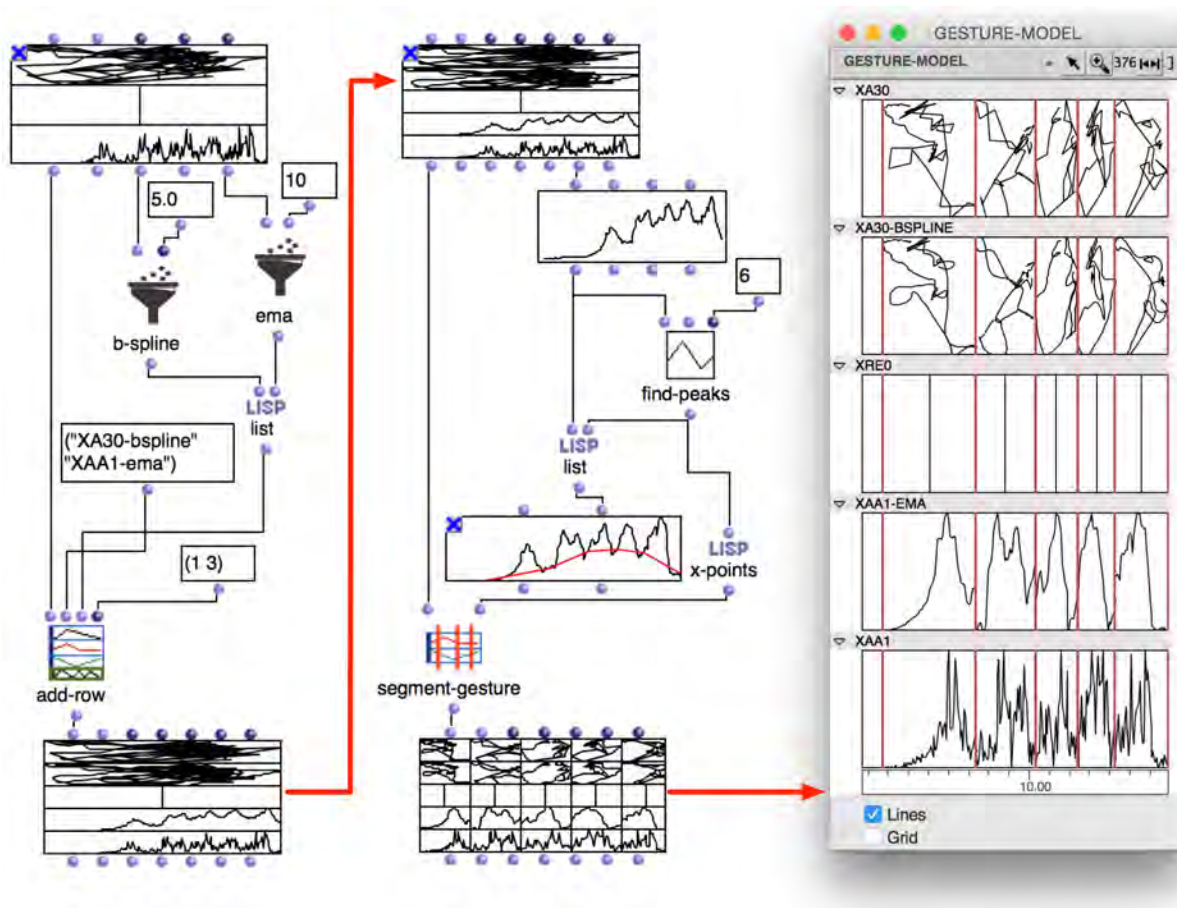 5.0
10
b-spline
ema
LISP
list
("XA30-bspline"
"XAA1-ema")
(1 3)
add-row
6
find-peaks
LISP
list
LISP
x-points
segment-gesture
GESTURE-MODEL
GESTURE-MODEL
376
XA30
XA30-BSPLINE
XRE0
XAA1-EMA
XAA1
10.00
Lines
Grid